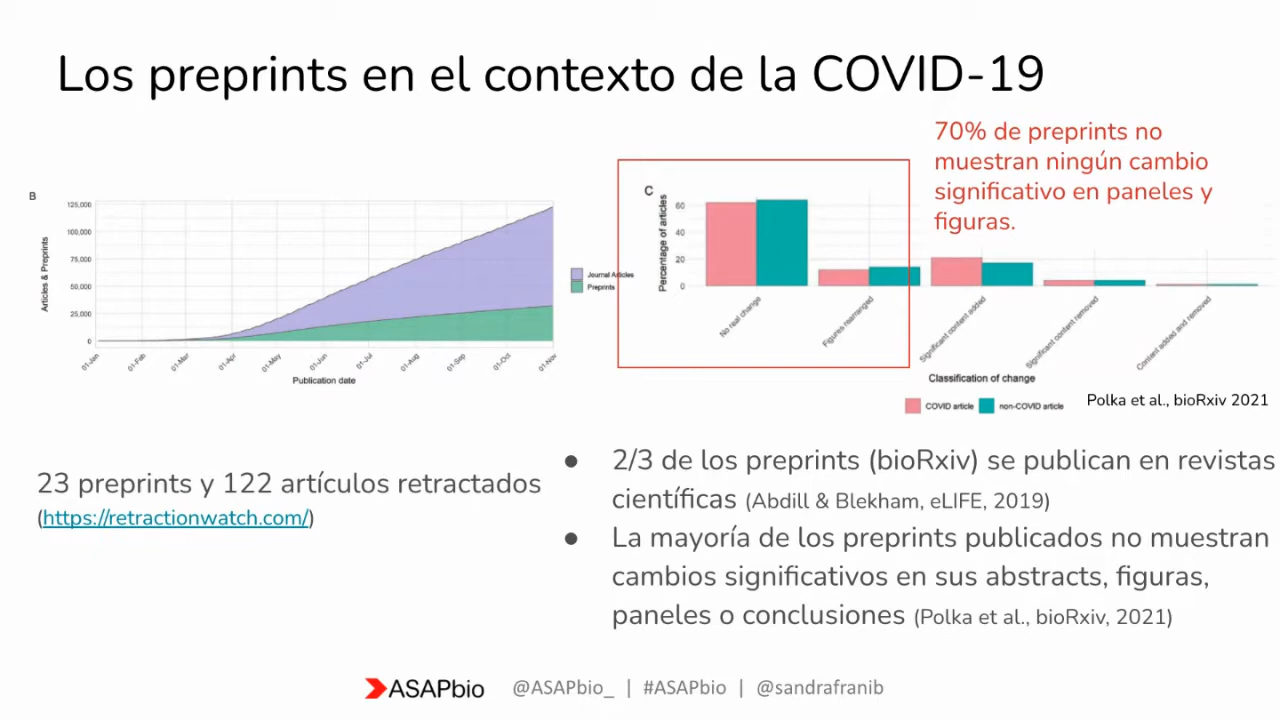 Los preprints en el contexto de la COVID-19
70% de preprints no
muestran ningún cambio
significativo en paneles y
figuras.
B
Articles & Preprints
125,000
100,000
75,000
50,000
25,000
0
01-Jan
01-Feb
01-Mar
01-Apr
01-May
01-Jun
01-Jul
01-Aug
01-Sep
01-Oct
01-Nov
Publication date
Journal Articles
Preprints
C
Percentage of articles
60
40
20
0
No real change
Figures rearranged
Significant content added
Significant content removed
Content added and removed
Classification of change
COVID article
non-COVID article
Polka et al., bioRxiv 2021
23 preprints y 122 artículos retractados
(https://retractionwatch.com/)
● 2/3 de los preprints (bioRxiv) se publican en revistas
científicas (Abdill & Blekham, eLIFE, 2019)
● La mayoría de los preprints publicados no muestran
cambios significativos en sus abstracts, figuras,
paneles o conclusiones (Polka et al., bioRxiv, 2021)
ASAPbio
@ASAPbio_ | #ASAPbio | @sandrafranib